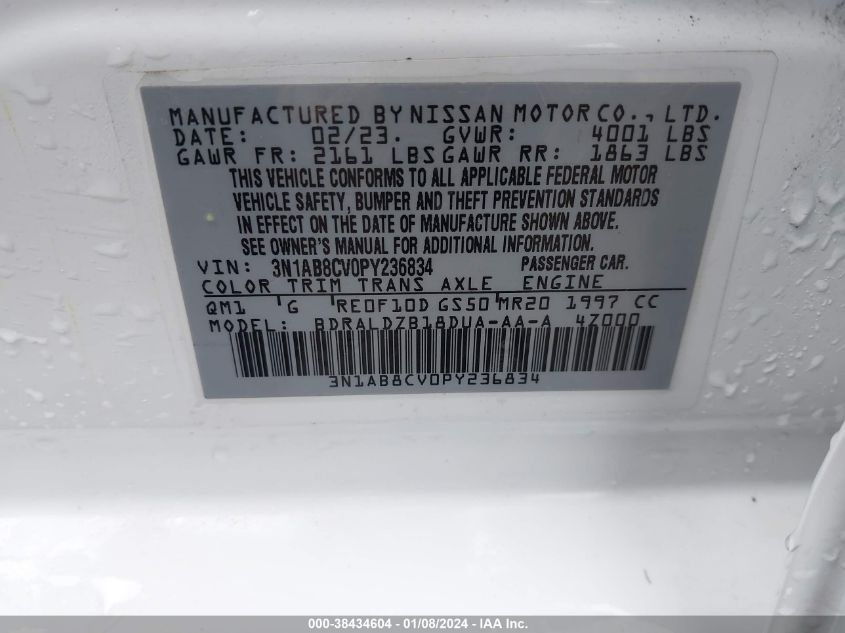 MANUFACTURED BY NISSAN MOTOR CO., LTD.
DATE: 02/23. GVWR: 4001 LBS
GAWR FR: 2161 LBS GAWR RR: 1863 LBS
THIS VEHICLE CONFORMS TO ALL APPLICABLE FEDERAL MOTOR
VEHICLE SAFETY, BUMPER AND THEFT PREVENTION STANDARDS
IN EFFECT ON THE DATE OF MANUFACTURE SHOWN ABOVE.
SEE OWNER'S MANUAL FOR ADDITIONAL INFORMATION.
VIN: 3N1AB8CV0PY236834 PASSENGER CAR.
COLOR TRIM TRANS AXLE ENGINE
QM1 G RE0F10D GS50 MR20 1997 CC
MODEL: BDRALDZB18DUA-AA-A 47000
3N1AB8CV0PY236834
000-38434604 - 01/08/2024 - IAA Inc.